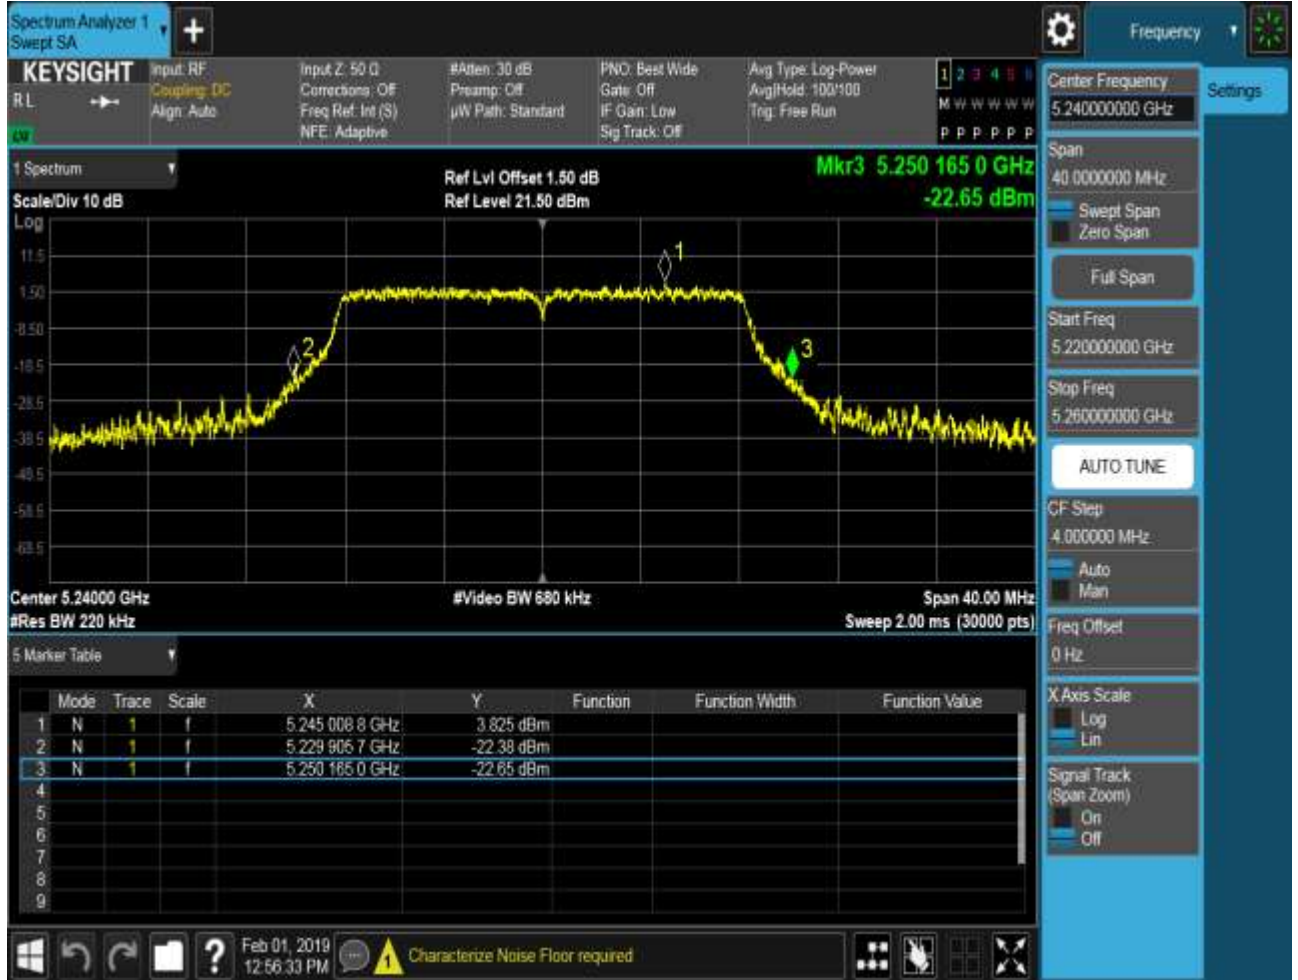 Spectrum Analyzer 1
Swept SA
+
Frequency
KEYSIGHT
RL
LXI
Input: RF
Coupling: DC
Align: Auto
Input Z: 50 Ω
Corrections: Off
Freq Ref: Int (S)
NFE: Adaptive
#Atten: 30 dB
Preamp: Off
µW Path: Standard
PNO: Best Wide
Gate: Off
IF Gain: Low
Sig Track: Off
Avg Type: Log-Power
Avg|Hold: 100/100
Trig: Free Run
1 2 3 4 5 6
M W W W W W
P P P P P P
1 Spectrum
Scale/Div 10 dB
Ref Lvl Offset 1.50 dB
Ref Level 21.50 dBm
Mkr3 5.250 165 0 GHz
-22.65 dBm
Log
11.5
1.50
-8.50
-18.5
-28.5
-38.5
-48.5
-58.5
-68.5
1
2
3
Center 5.24000 GHz
#Res BW 220 kHz
#Video BW 680 kHz
Span 40.00 MHz
Sweep 2.00 ms (30000 pts)
5 Marker Table
Mode Trace Scale X Y Function Function Width Function Value
1 N 1 f 5.245 008 8 GHz 3.825 dBm
2 N 1 f 5.229 905 7 GHz -22.38 dBm
3 N 1 f 5.250 165 0 GHz -22.65 dBm
4
5
6
7
8
9
Feb 01, 2019
12:56:33 PM
?
1
Characterize Noise Floor required
Center Frequency
5.240000000 GHz
Settings
Span
40.0000000 MHz
Swept Span
Zero Span
Full Span
Start Freq
5.220000000 GHz
Stop Freq
5.260000000 GHz
AUTO TUNE
CF Step
4.000000 MHz
Auto
Man
Freq Offset
0 Hz
X Axis Scale
Log
Lin
Signal Track
(Span Zoom)
On
Off